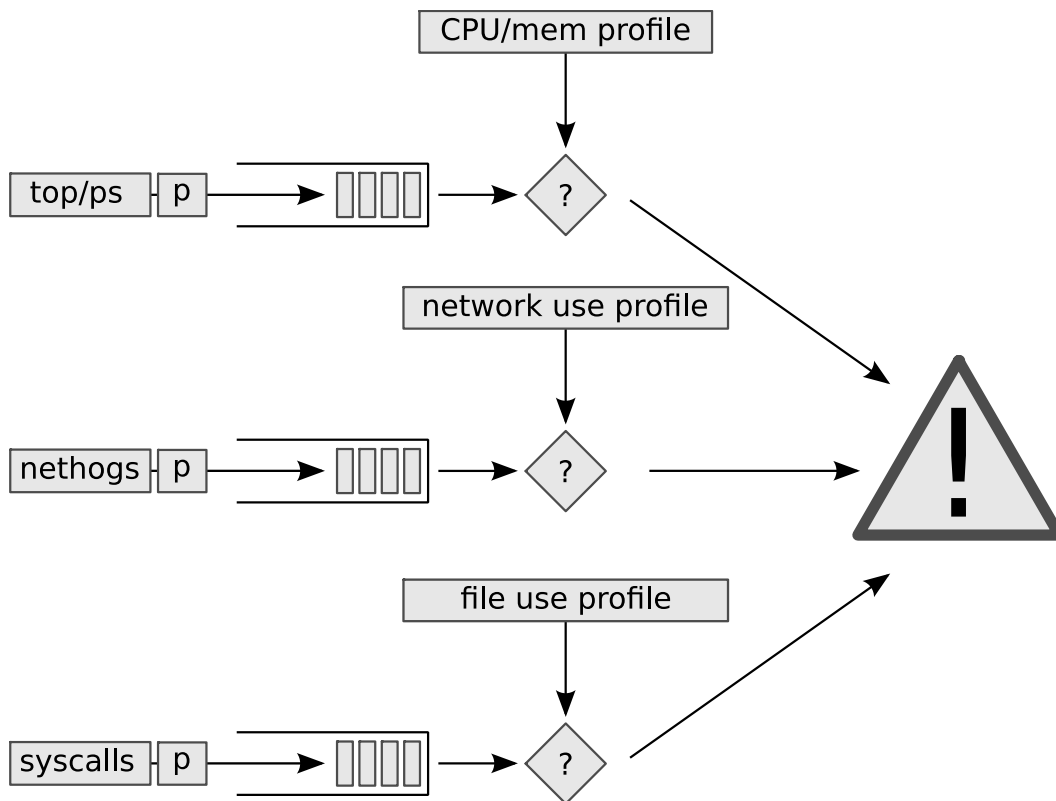 CPU/mem profile
top/ps p ?
network use profile
nethogs p ?
!
file use profile
syscalls p ?